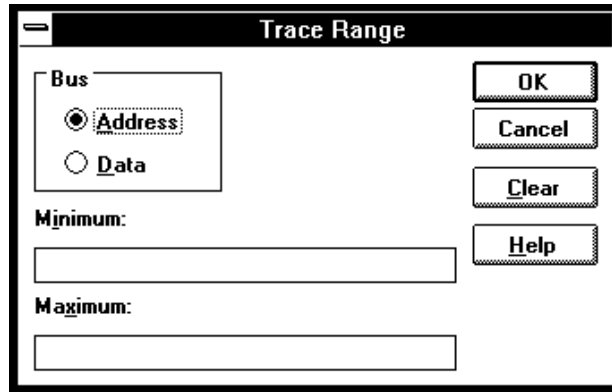 Trace Range
Bus
Address
Data
Minimum:
Maximum:
OK
Cancel
Clear
Help